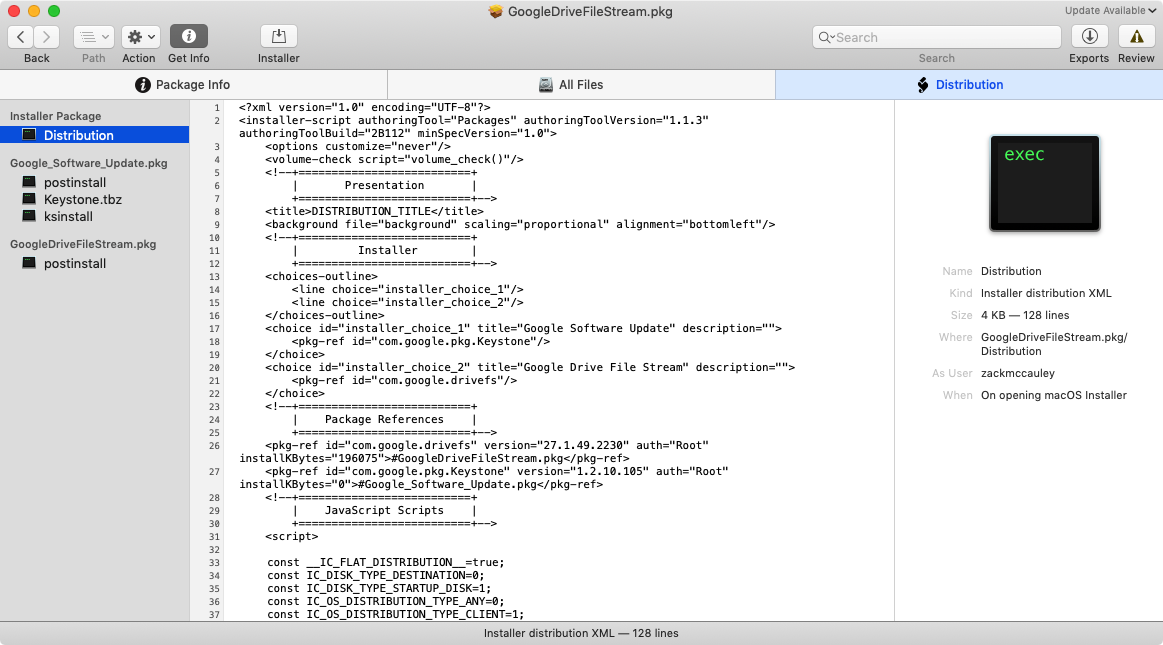 GoogleDriveFileStream.pkg
Update Available
Back
Path
Action
Get Info
Installer
Search
Search
Exports
Review
Package Info
All Files
Distribution
Installer Package
Distribution
Google_Software_Update.pkg
postinstall
Keystone.tbz
ksinstall
GoogleDriveFileStream.pkg
postinstall
1 <?xml version="1.0" encoding="UTF-8"?>
2 <installer-script authoringTool="Packages" authoringToolVersion="1.1.3"
authoringToolBuild="2B112" minSpecVersion="1.0">
3 <options customize="never"/>
4 <volume-check script="volume_check()"/>
5 <!--+==========================+
6 | Presentation |
7 +==========================+-->
8 <title>DISTRIBUTION_TITLE</title>
9 <background file="background" scaling="proportional" alignment="bottomleft"/>
10 <!--+==========================+
11 | Installer |
12 +==========================+-->
13 <choices-outline>
14 <line choice="installer_choice_1"/>
15 <line choice="installer_choice_2"/>
16 </choices-outline>
17 <choice id="installer_choice_1" title="Google Software Update" description="">
18 <pkg-ref id="com.google.pkg.Keystone"/>
19 </choice>
20 <choice id="installer_choice_2" title="Google Drive File Stream" description="">
21 <pkg-ref id="com.google.drivefs"/>
22 </choice>
23 <!--+==========================+
24 | Package References |
25 +==========================+-->
26 <pkg-ref id="com.google.drivefs" version="27.1.49.2230" auth="Root"
installKBytes="196075">#GoogleDriveFileStream.pkg</pkg-ref>
27 <pkg-ref id="com.google.pkg.Keystone" version="1.2.10.105" auth="Root"
installKBytes="0">#Google_Software_Update.pkg</pkg-ref>
28 <!--+==========================+
29 | JavaScript Scripts |
30 +==========================+-->
31 <script>
32
33 const __IC_FLAT_DISTRIBUTION__=true;
34 const IC_DISK_TYPE_DESTINATION=0;
35 const IC_DISK_TYPE_STARTUP_DISK=1;
36 const IC_OS_DISTRIBUTION_TYPE_ANY=0;
37 const IC_OS_DISTRIBUTION_TYPE_CLIENT=1;
exec
Name Distribution
Kind Installer distribution XML
Size 4 KB — 128 lines
Where GoogleDriveFileStream.pkg/
Distribution
As User zackmccauley
When On opening macOS Installer
Installer distribution XML — 128 lines